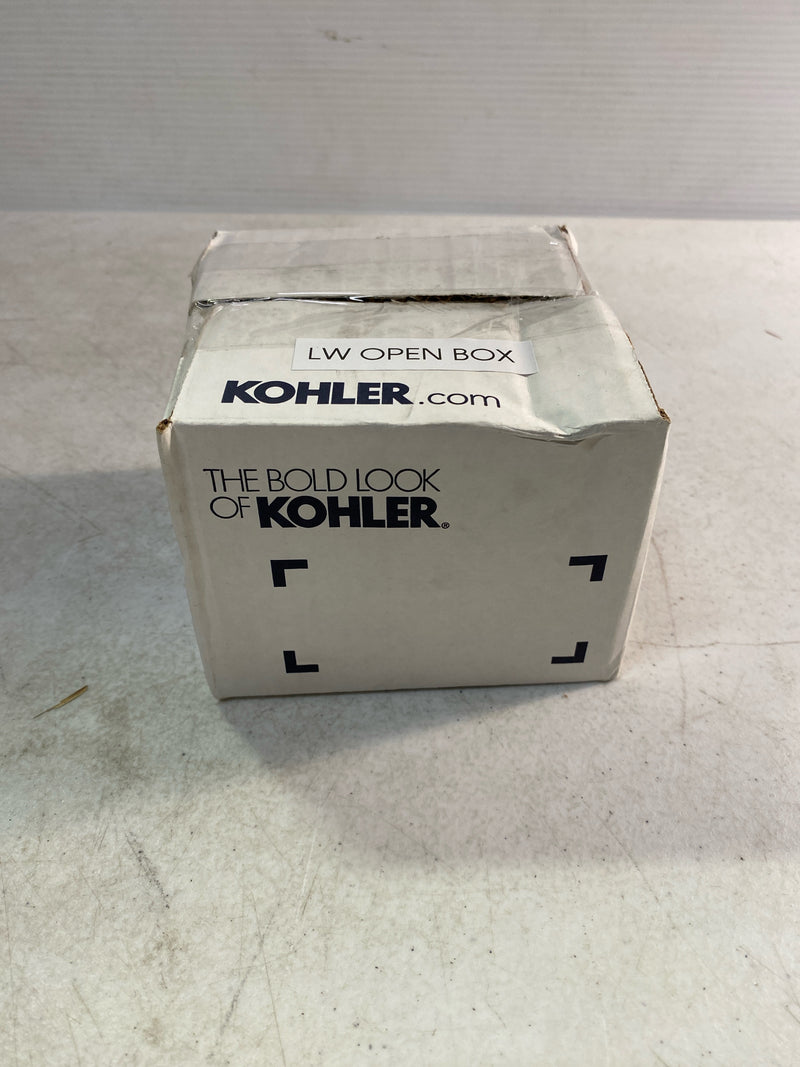 LW OPEN BOX
KOHLER.com
THE BOLD LOOK
OF KOHLER®